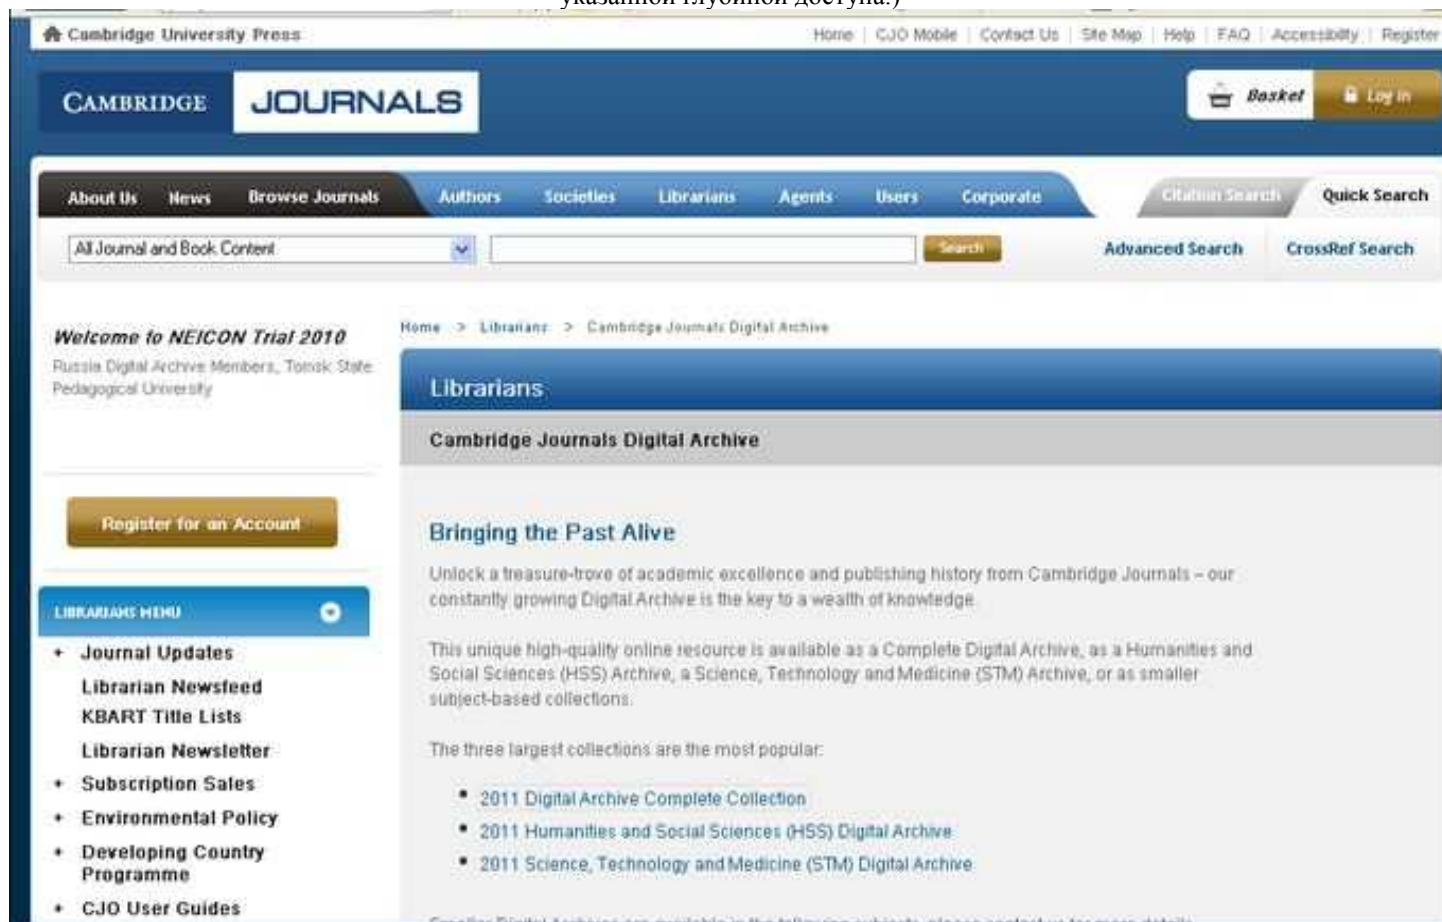 указанной глубиной доступа.)
Cambridge University Press
Home | CJO Mobile | Contact Us | Site Map | Help | FAQ | Accessibility | Register
CAMBRIDGE JOURNALS
Basket Log in
About Us News Browse Journals Authors Societies Librarians Agents Users Corporate Citation Search Quick Search
All Journal and Book Content Search Advanced Search CrossRef Search
Welcome to NEICON Trial 2010
Russia Digital Archive Members, Tomsk State
Pedagogical University
Register for an Account
LIBRARIANS MENU
+ Journal Updates
Librarian Newsfeed
KBART Title Lists
Librarian Newsletter
+ Subscription Sales
+ Environmental Policy
+ Developing Country
Programme
+ CJO User Guides
Home > Librarians > Cambridge Journals Digital Archive
Librarians
Cambridge Journals Digital Archive
Bringing the Past Alive
Unlock a treasure-trove of academic excellence and publishing history from Cambridge Journals – our
constantly growing Digital Archive is the key to a wealth of knowledge.
This unique high-quality online resource is available as a Complete Digital Archive, as a Humanities and
Social Sciences (HSS) Archive, a Science, Technology and Medicine (STM) Archive, or as smaller
subject-based collections.
The three largest collections are the most popular:
• 2011 Digital Archive Complete Collection
• 2011 Humanities and Social Sciences (HSS) Digital Archive
• 2011 Science, Technology and Medicine (STM) Digital Archive